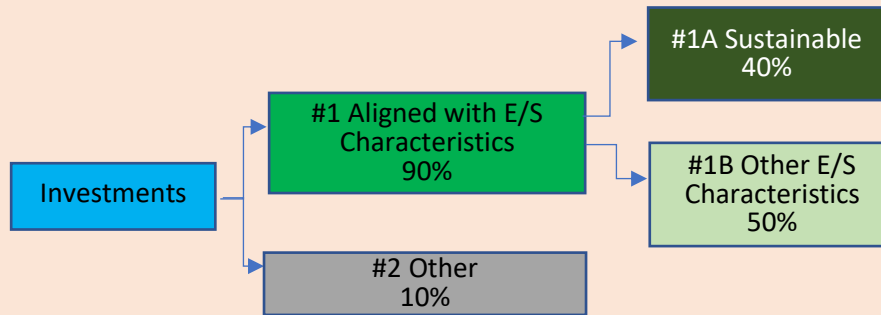 Investments
#1 Aligned with E/S
Characteristics
90%
#2 Other
10%
#1A Sustainable
40%
#1B Other E/S
Characteristics
50%